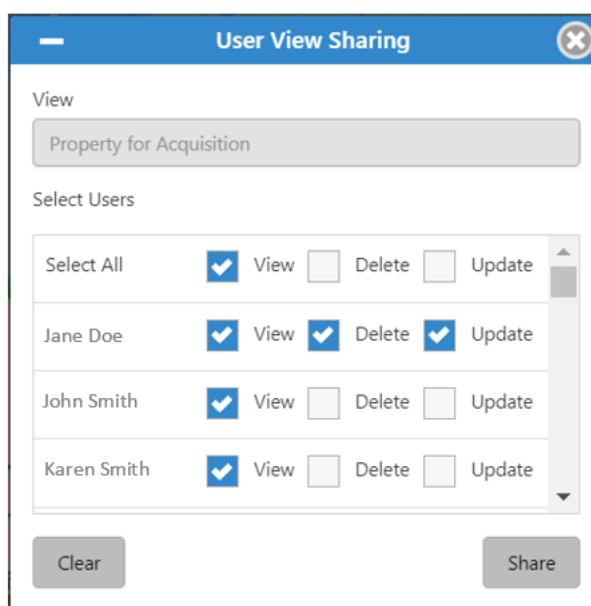 User View Sharing
View
Property for Acquisition
Select Users
Select All View Delete Update
Jane Doe View Delete Update
John Smith View Delete Update
Karen Smith View Delete Update
Clear Share